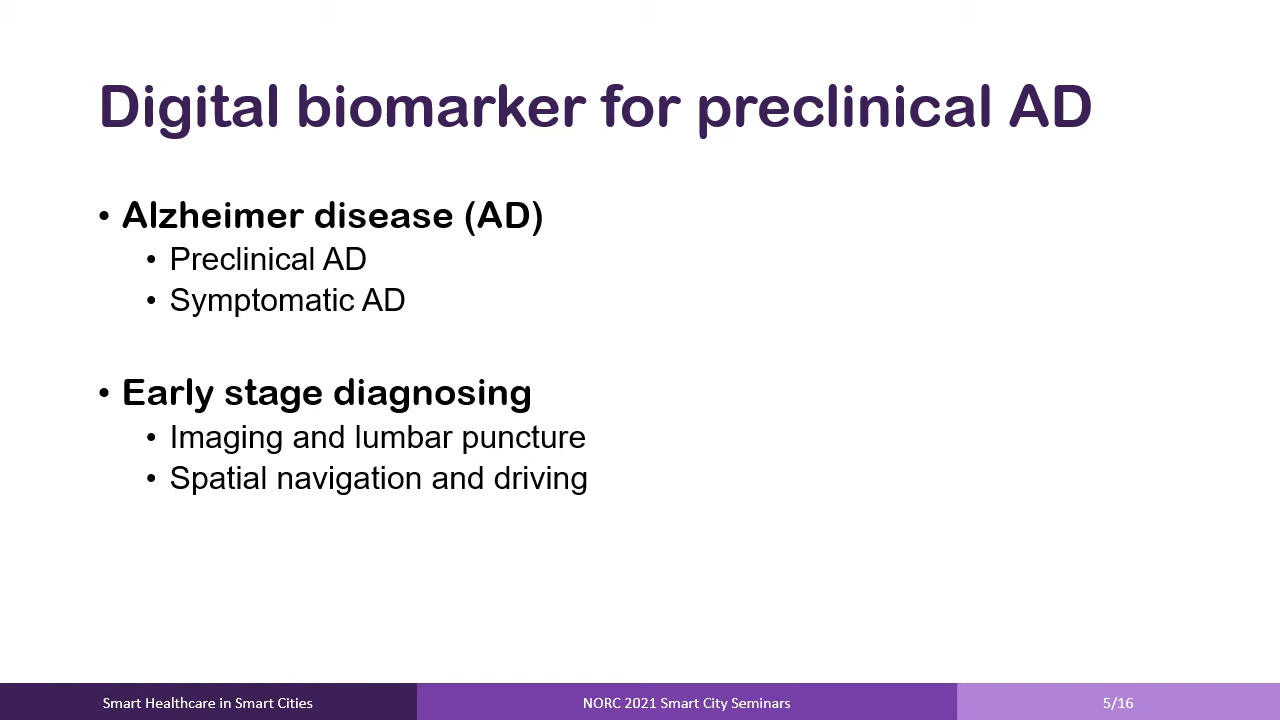 Digital biomarker for preclinical AD
• Alzheimer disease (AD)
• Preclinical AD
• Symptomatic AD
• Early stage diagnosing
• Imaging and lumbar puncture
• Spatial navigation and driving
Smart Healthcare in Smart Cities
NORC 2021 Smart City Seminars
5/16